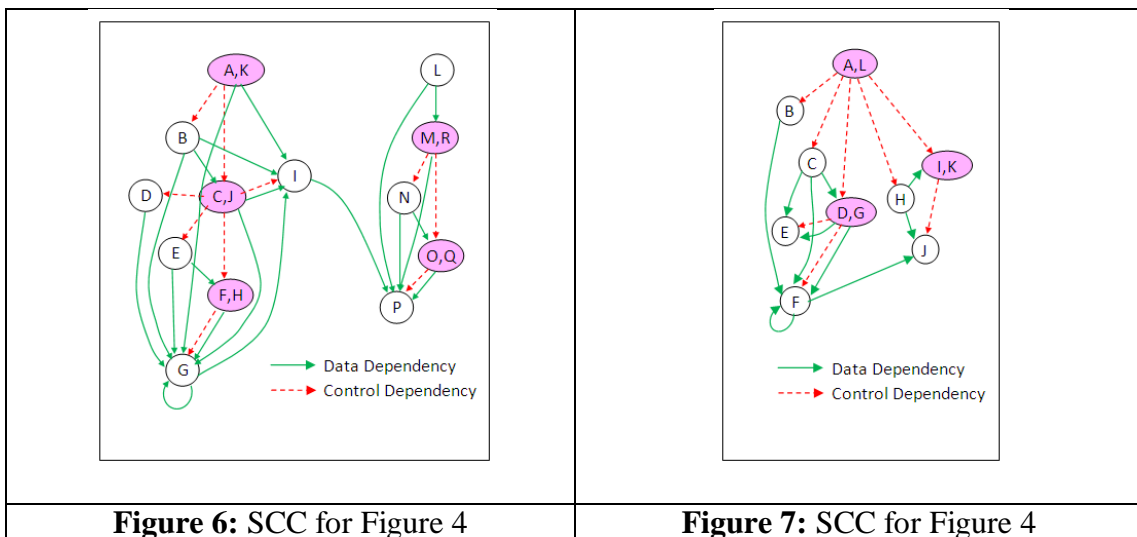 A,K
L
B
M,R
D
C,J
I
N
E
O,Q
F,H
P
G
Data Dependency
Control Dependency
Figure 6: SCC for Figure 4
A,L
B
C
I,K
H
D,G
E
J
F
Data Dependency
Control Dependency
Figure 7: SCC for Figure 4